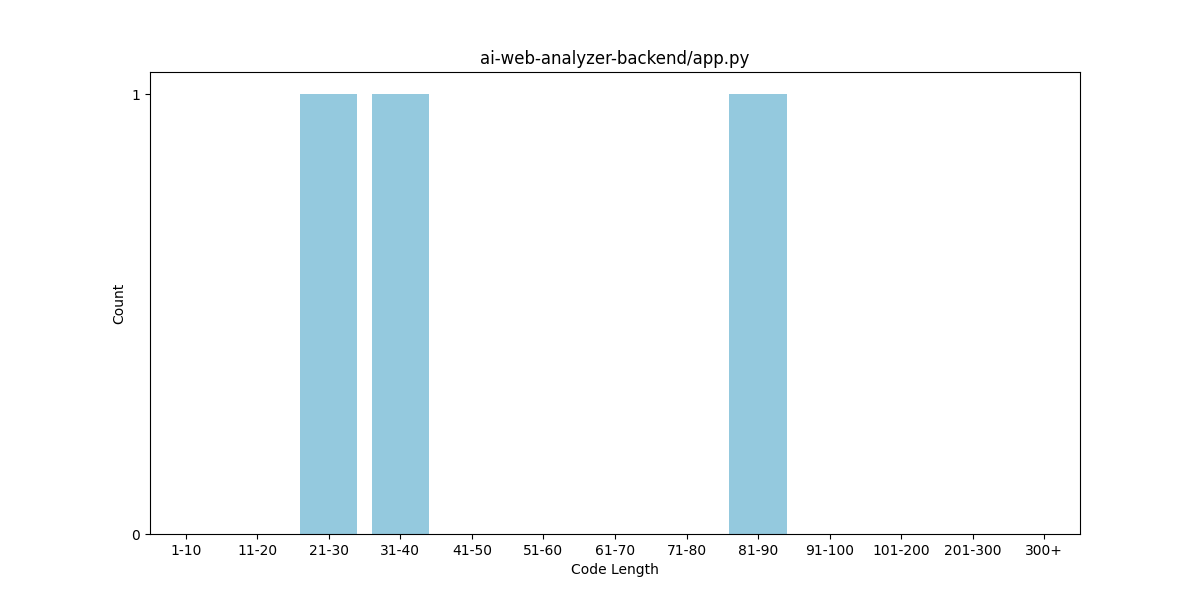 ai-web-analyzer-backend/app.py
1
Count
0
1-10 11-20 21-30 31-40 41-50 51-60 61-70 71-80 81-90 91-100 101-200 201-300 300+
Code Length